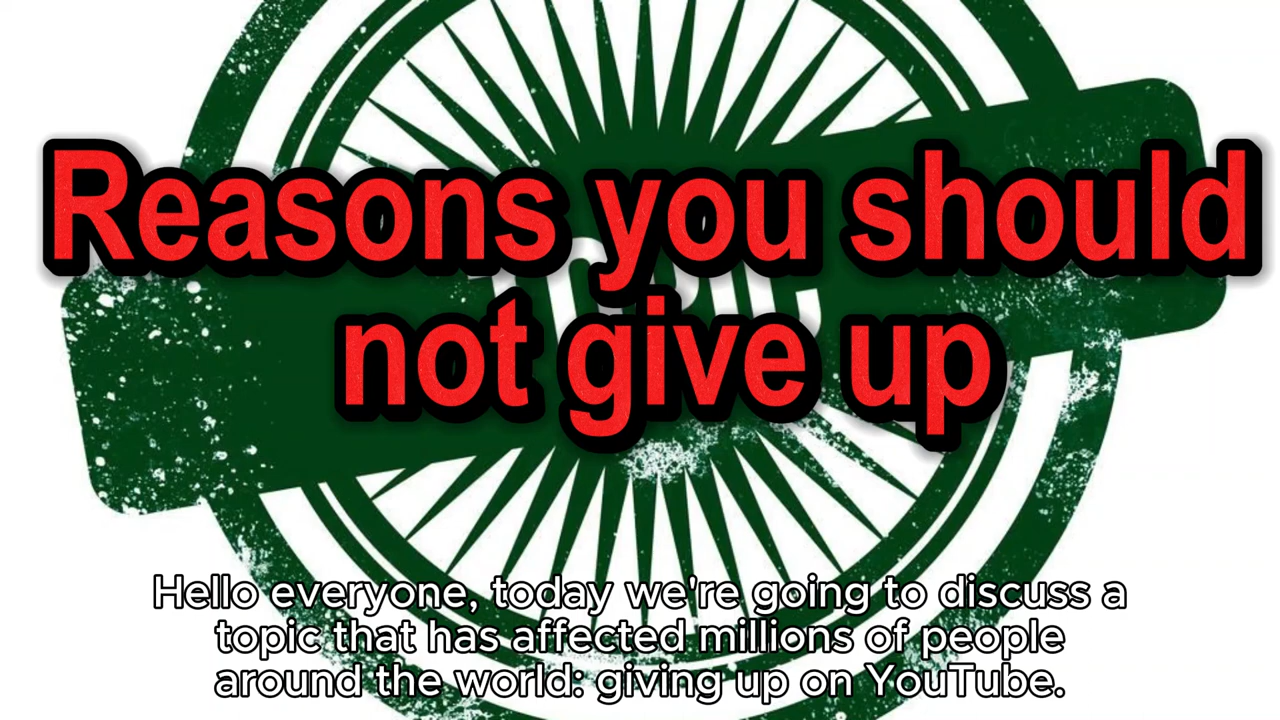 Reasons you should
not give up
Hello everyone, today we're going to discuss a
topic that has affected millions of people
around the world: giving up on YouTube.